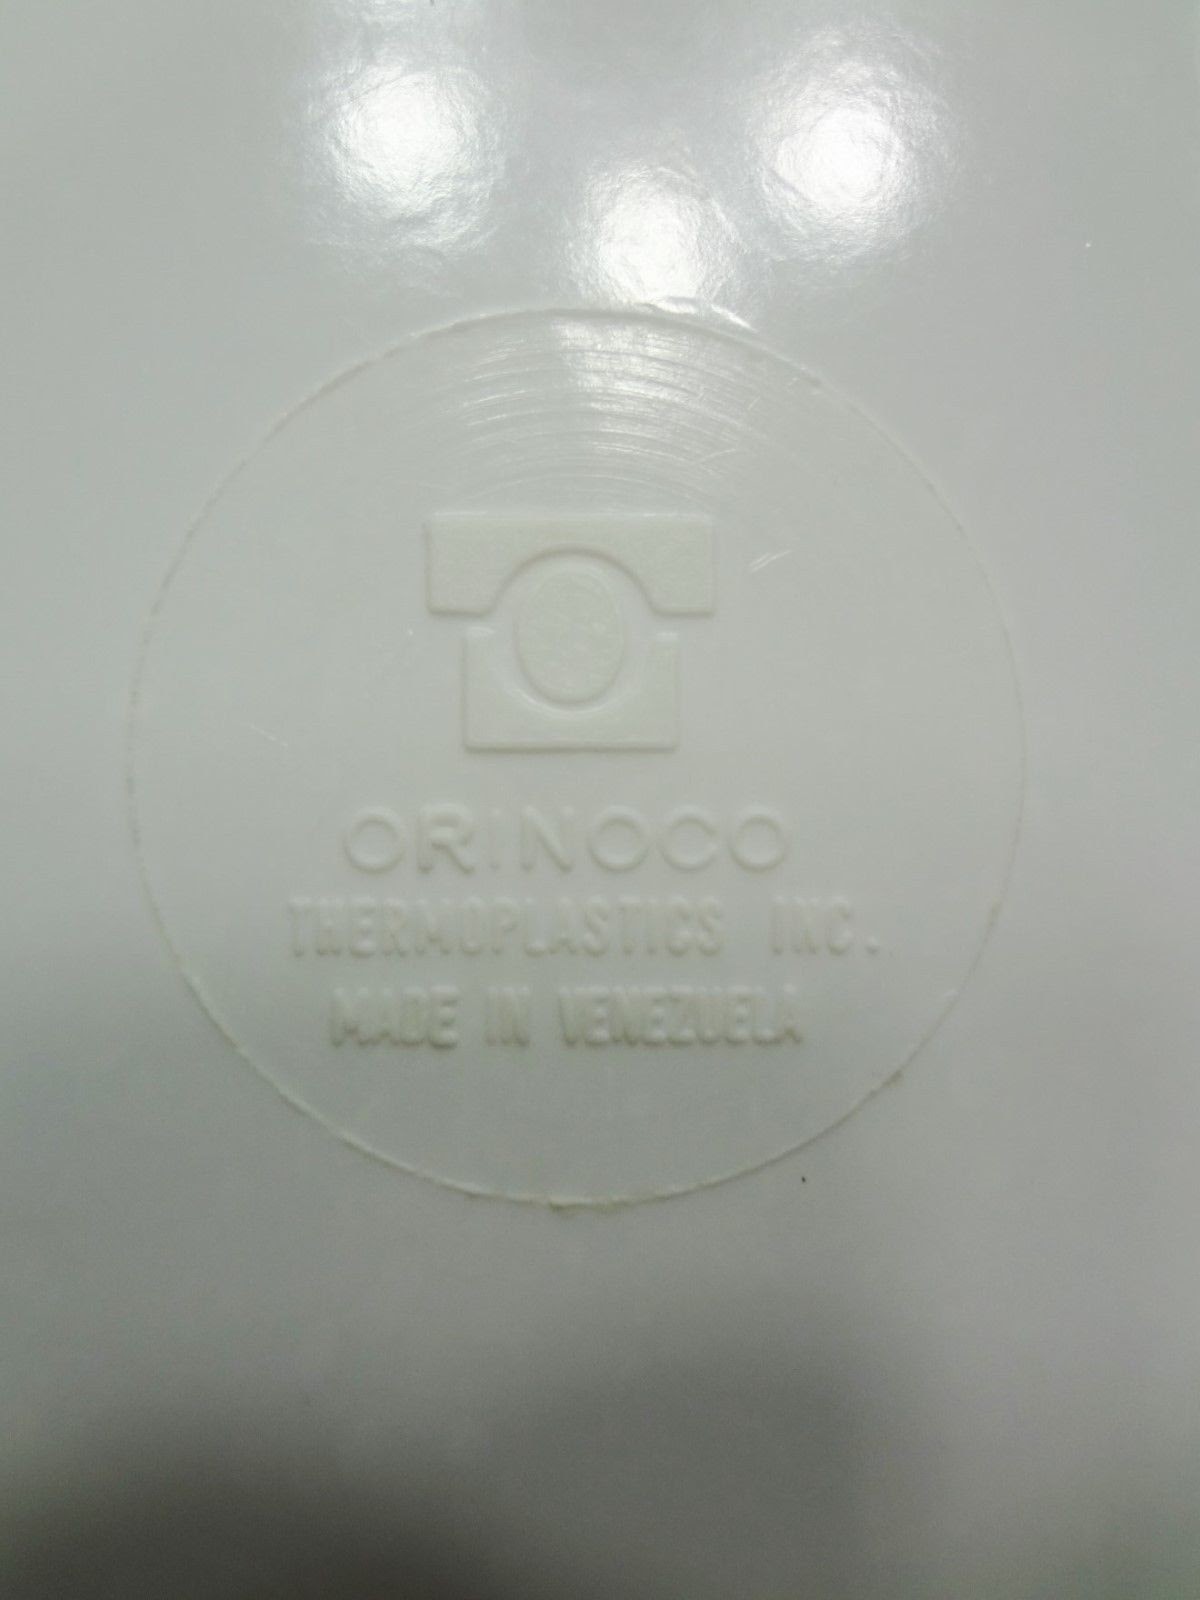 ORINOCO
THERMOPLASTICS INC.
MADE IN VENEZUELA